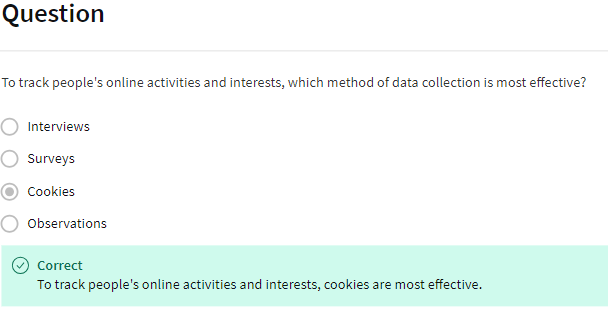 Question
To track people's online activities and interests, which method of data collection is most effective?
Interviews
Surveys
Cookies
Observations
Correct
To track people's online activities and interests, cookies are most effective.